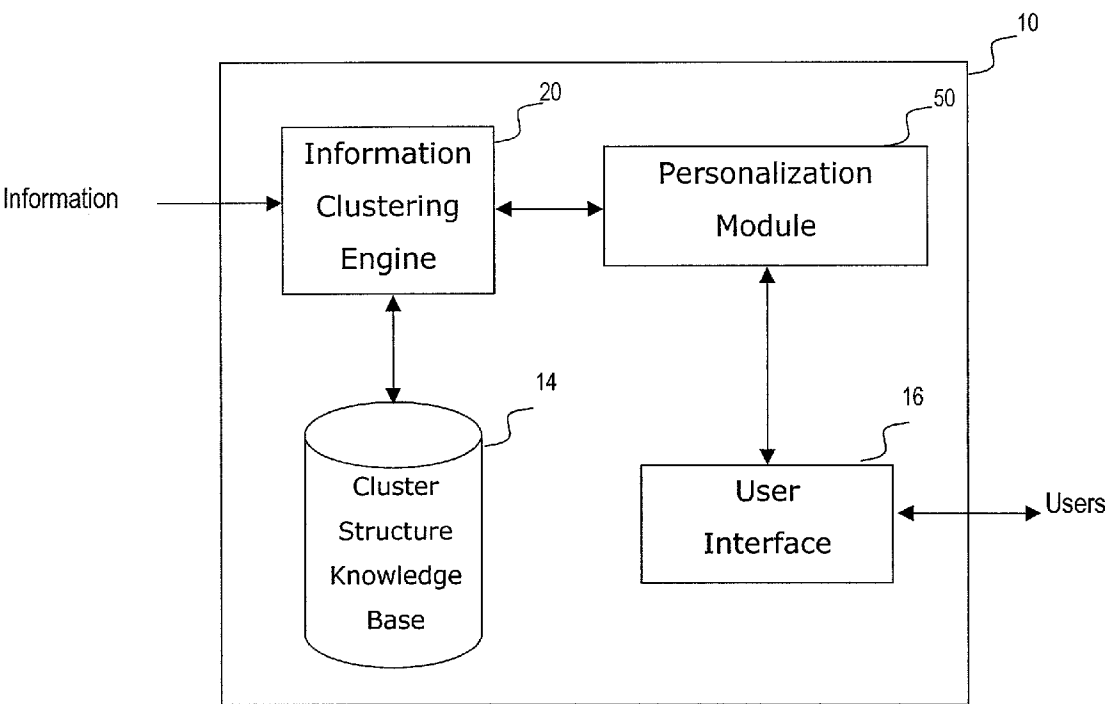 10
20
50
Information
Clustering
Engine
Personalization
Module
Information
14
16
Cluster
Structure
Knowledge
Base
User
Interface
Users